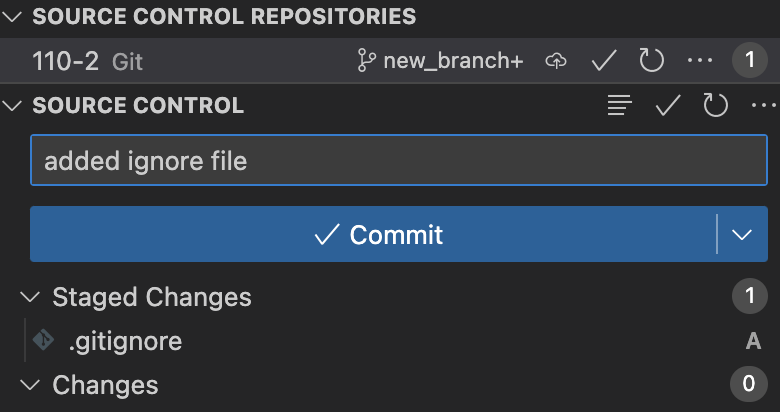 SOURCE CONTROL REPOSITORIES
110-2 Git new_branch+ 1
SOURCE CONTROL
added ignore file
Commit
Staged Changes 1
.gitignore A
Changes 0